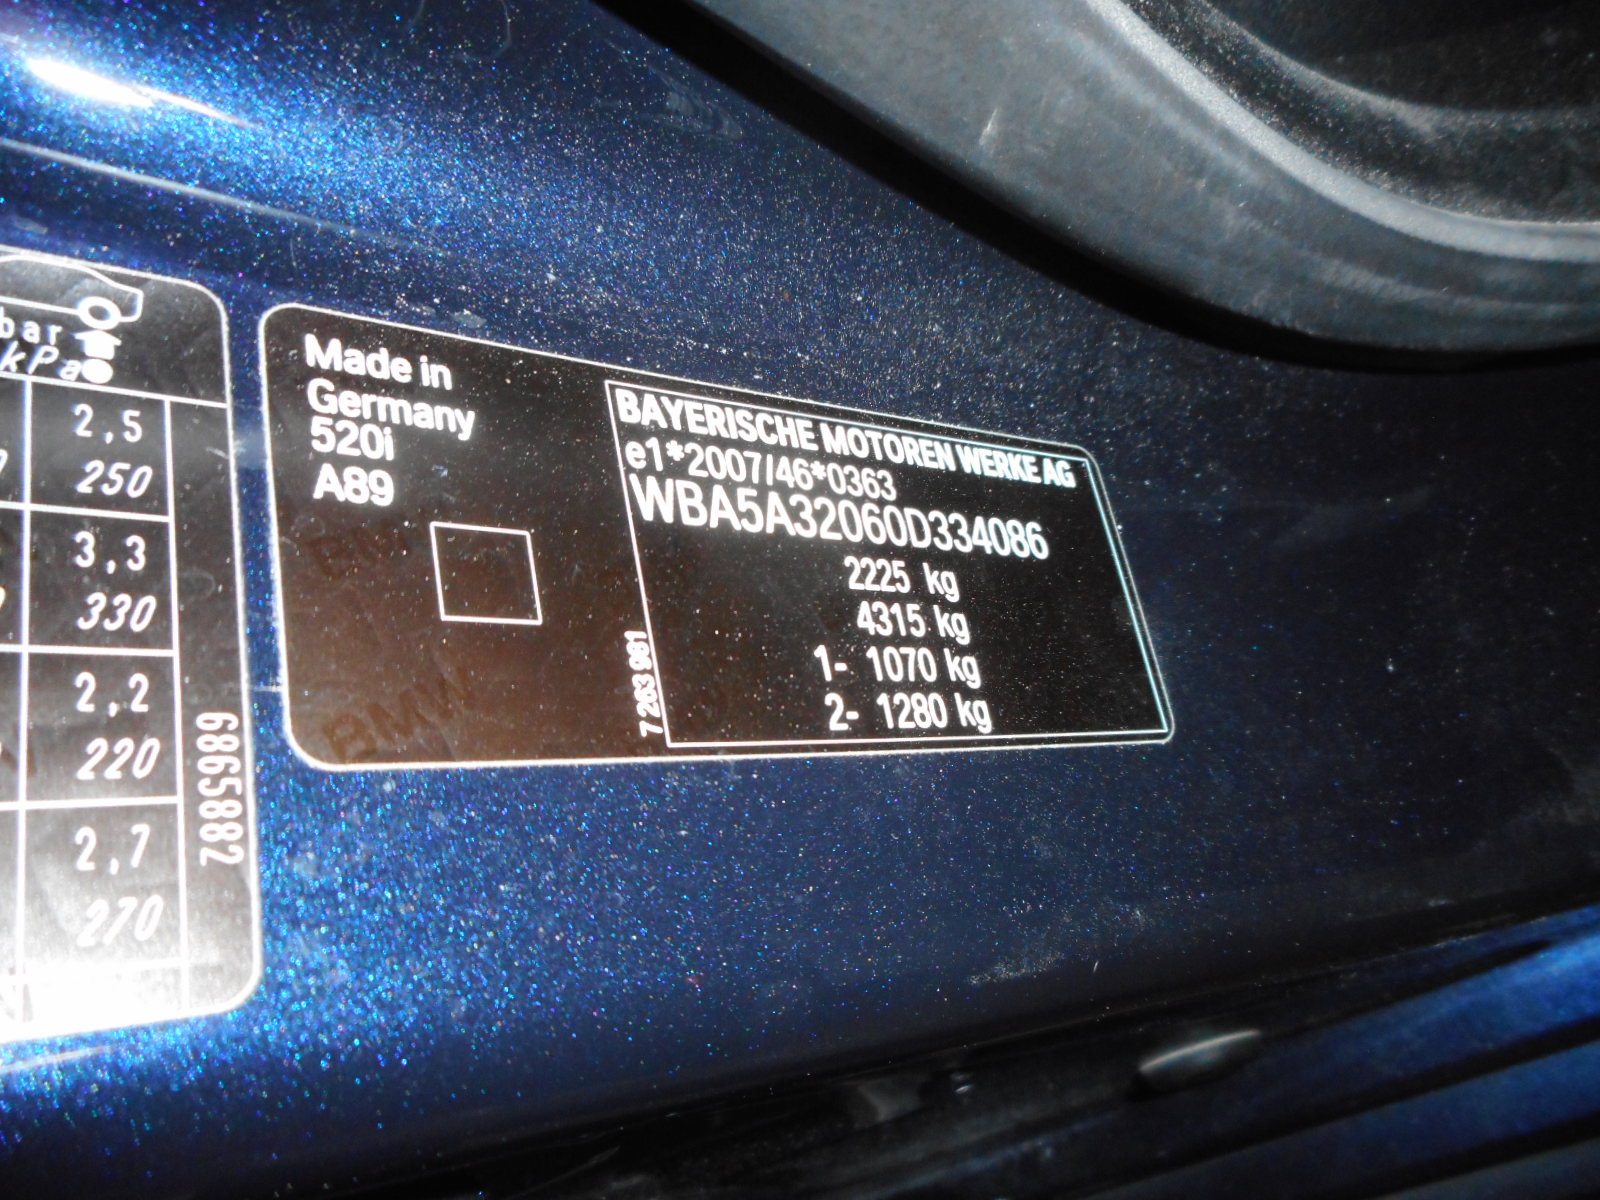 bar
kPa
2,5
250
3,3
330
2,2
220
2,7
270
6865882
Made in
Germany
520i
A89
BMW
BMW
7 263 981
BAYERISCHE MOTOREN WERKE AG
e1*2007/46*0363
WBA5A32060D334086
2225 kg
4315 kg
1- 1070 kg
2- 1280 kg